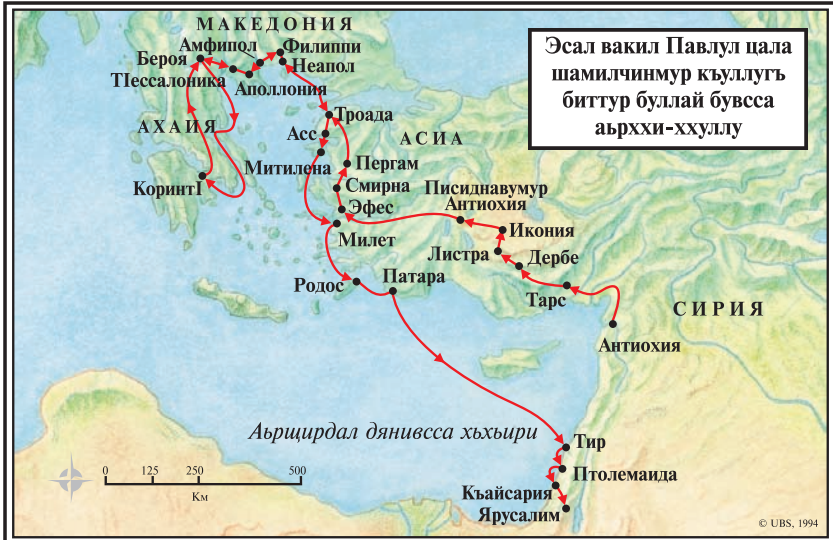 МАКЕДОНИЯ
Амфипол
Филиппи
Бероя
Неапол
ТIессалоника
Аполлония
Эсал вакил Павлул цала
шамилчинмур къуллугъ
биттур буллай бувсса
аьрххи-ххуллу
Троада
АХАИЯ
Асс
АСИА
Митилена
Пергам
КоринтI
Смирна
Писиднавумур
Антиохия
Эфес
Икония
Милет
Листра
Дербе
Родос
Патара
Тарс
СИРИЯ
Антиохия
Аьрщирдал дянивсса хьхьири
Тир
0 125 250 500
Км
Птолемаида
Къайсария
Ярусалим
© UBS, 1994